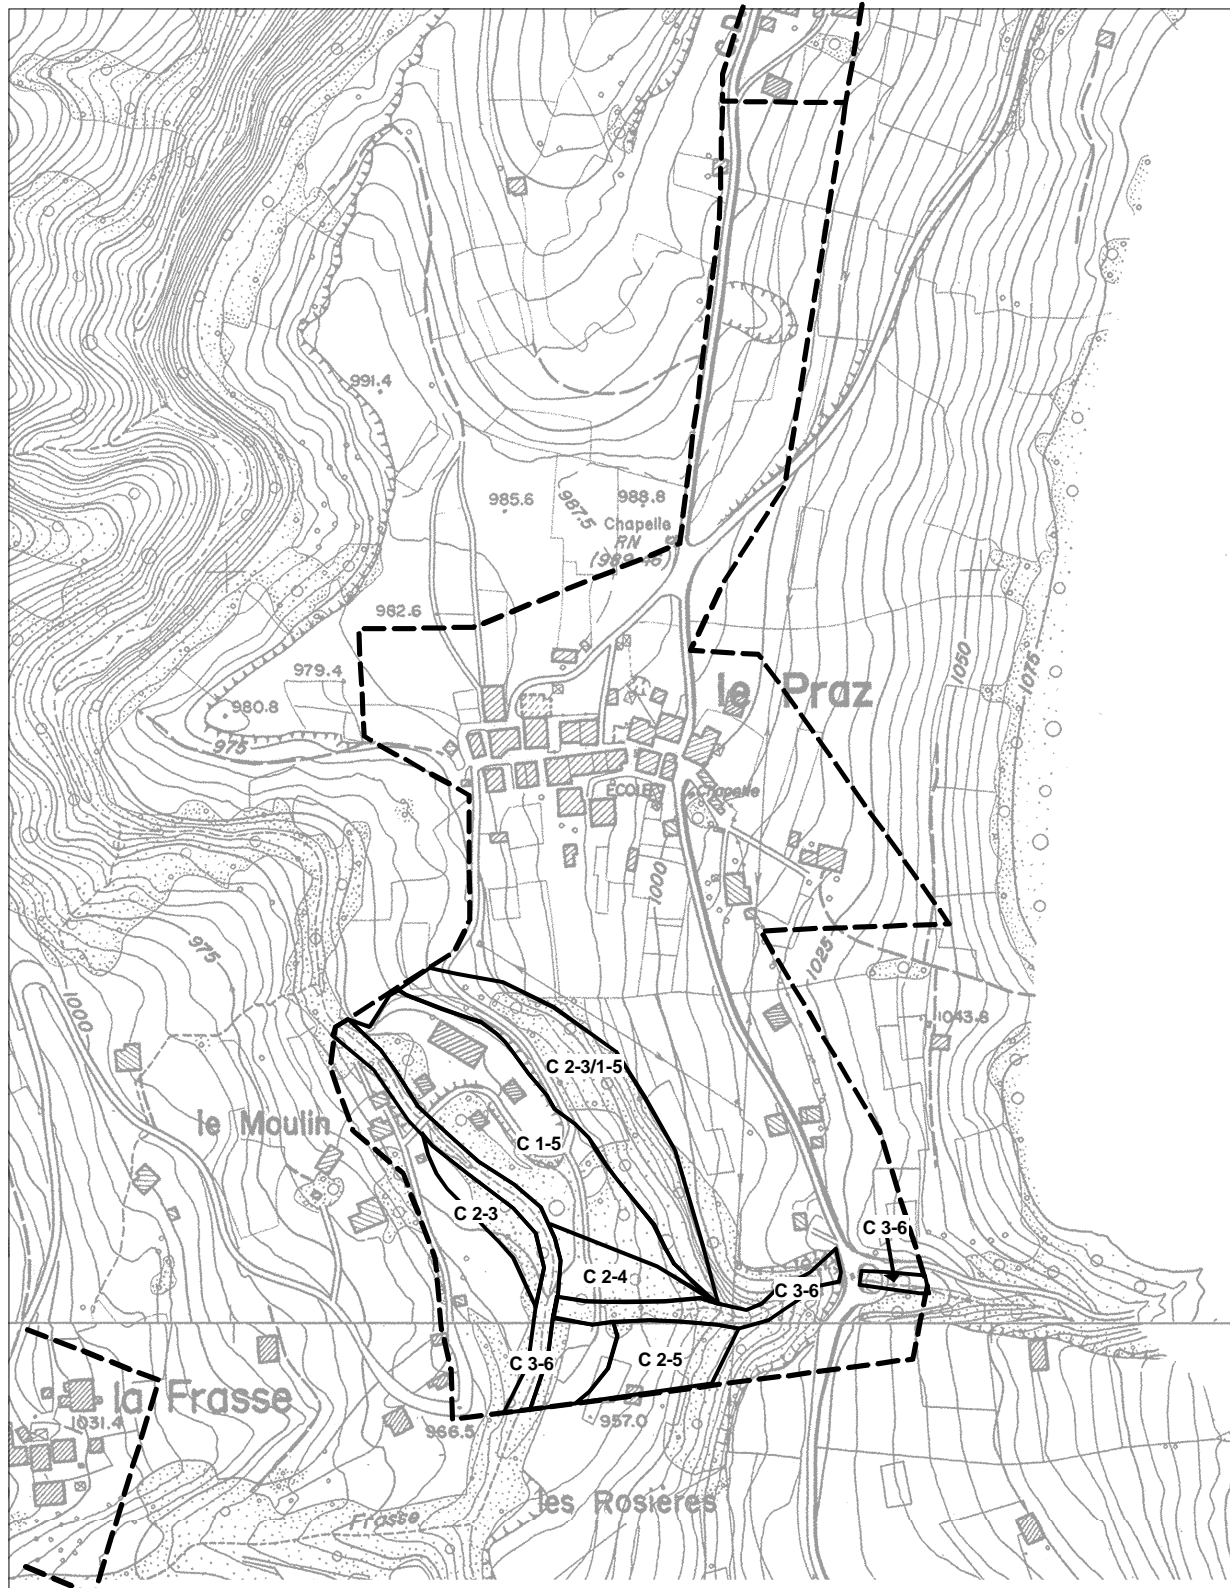 991.4
985.6
987.5
988.8
Chapelle
RN
982.6
979.4
980.8
975
le Praz
1050
1075
ÉCOLE
Chapelle
1000
1025
975
1000
1043.8
C 2-3/1-5
le Moulin
C 1-5
C 2-3
C 3-6
C 2-4
C 3-6
C 3-6
C 2-5
la Frasse
1031.4
966.5
957.0
les Rosieres
Frasse